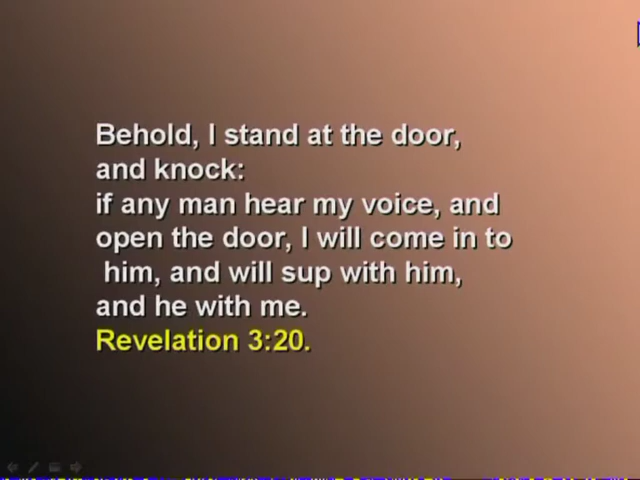 Behold, I stand at the door,
and knock:
if any man hear my voice, and
open the door, I will come in to
him, and will sup with him,
and he with me.
Revelation 3:20.